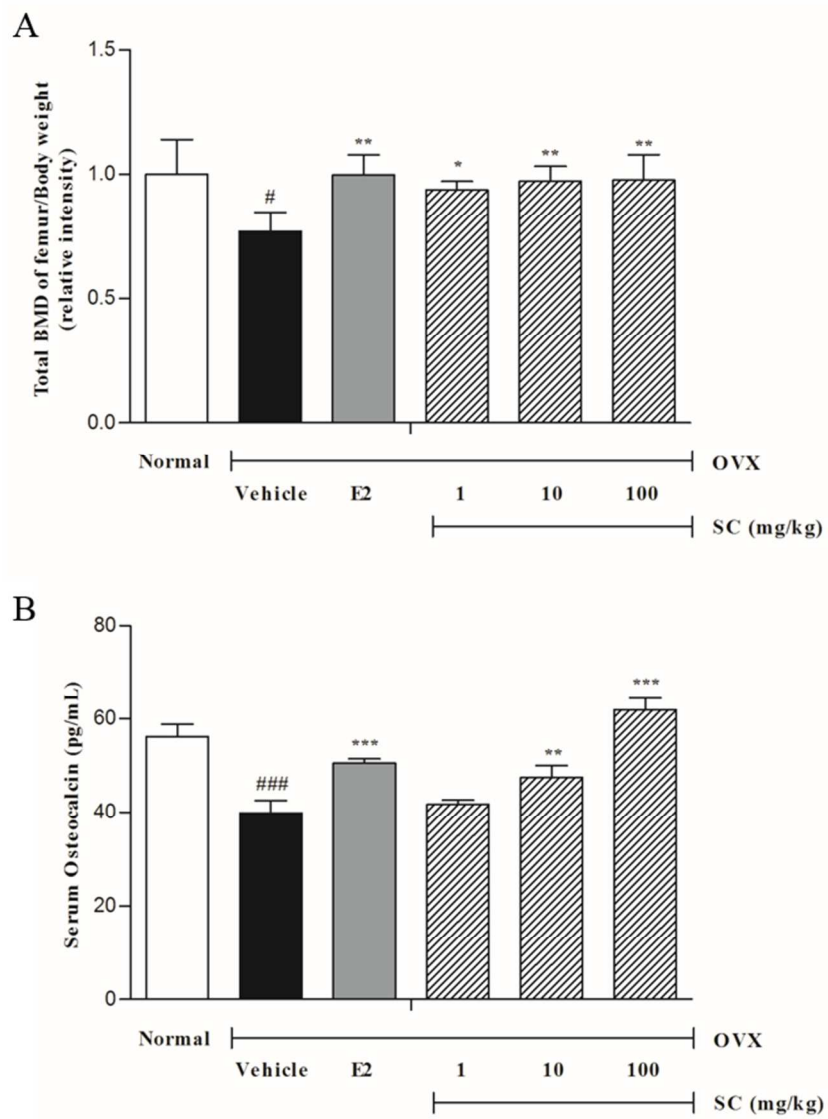 A
Total BMD of femur/Body weight
(relative intensity)
1.5
1.0
0.5
0.0
#
**
*
**
**
Normal
OVX
Vehicle E2 1 10 100
SC (mg/kg)
B
Serum Osteocalcin (pg/mL)
80
60
40
20
0
###
***
**
***
Normal
OVX
Vehicle E2 1 10 100
SC (mg/kg)